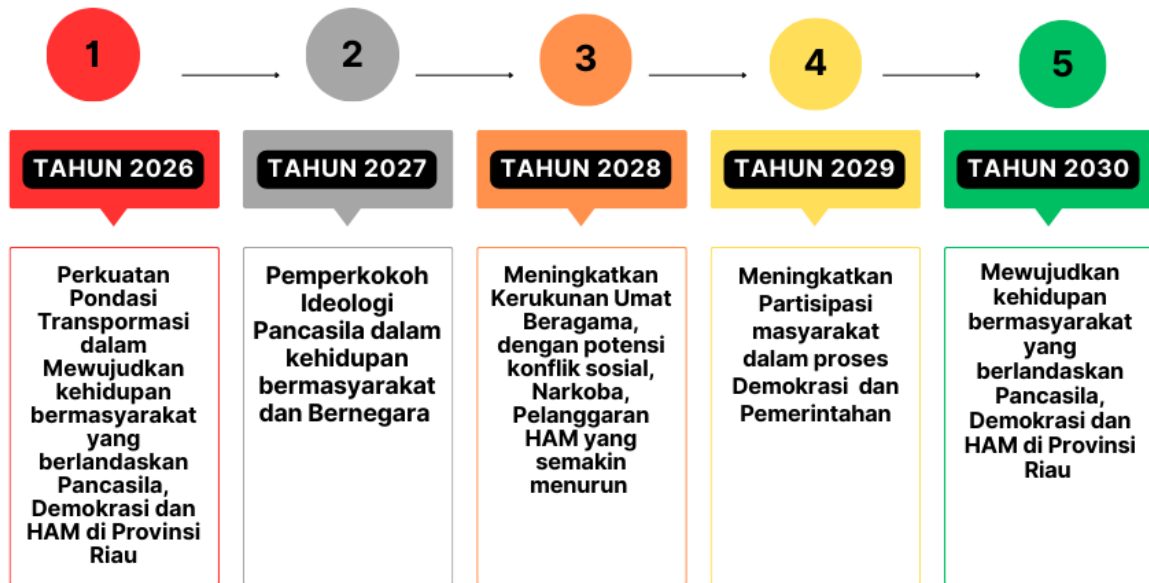 1
2
3
4
5
TAHUN 2026
TAHUN 2027
TAHUN 2028
TAHUN 2029
TAHUN 2030
Perkuatan
Pondasi
Transpormasi
dalam
Mewujudkan
kehidupan
bermasyarakat
yang
berlandaskan
Pancasila,
Demokrasi dan
HAM di Provinsi
Riau
Pemperkokoh
Ideologi
Pancasila dalam
kehidupan
bermasyarakat
dan Bernegara
Meningkatkan
Kerukunan Umat
Beragama,
dengan potensi
konflik sosial,
Narkoba,
Pelanggaran
HAM yang
semakin
menurun
Meningkatkan
Partisipasi
masyarakat
dalam proses
Demokrasi dan
Pemerintahan
Mewujudkan
kehidupan
bermasyarakat
yang
berlandaskan
Pancasila,
Demokrasi dan
HAM di Provinsi
Riau